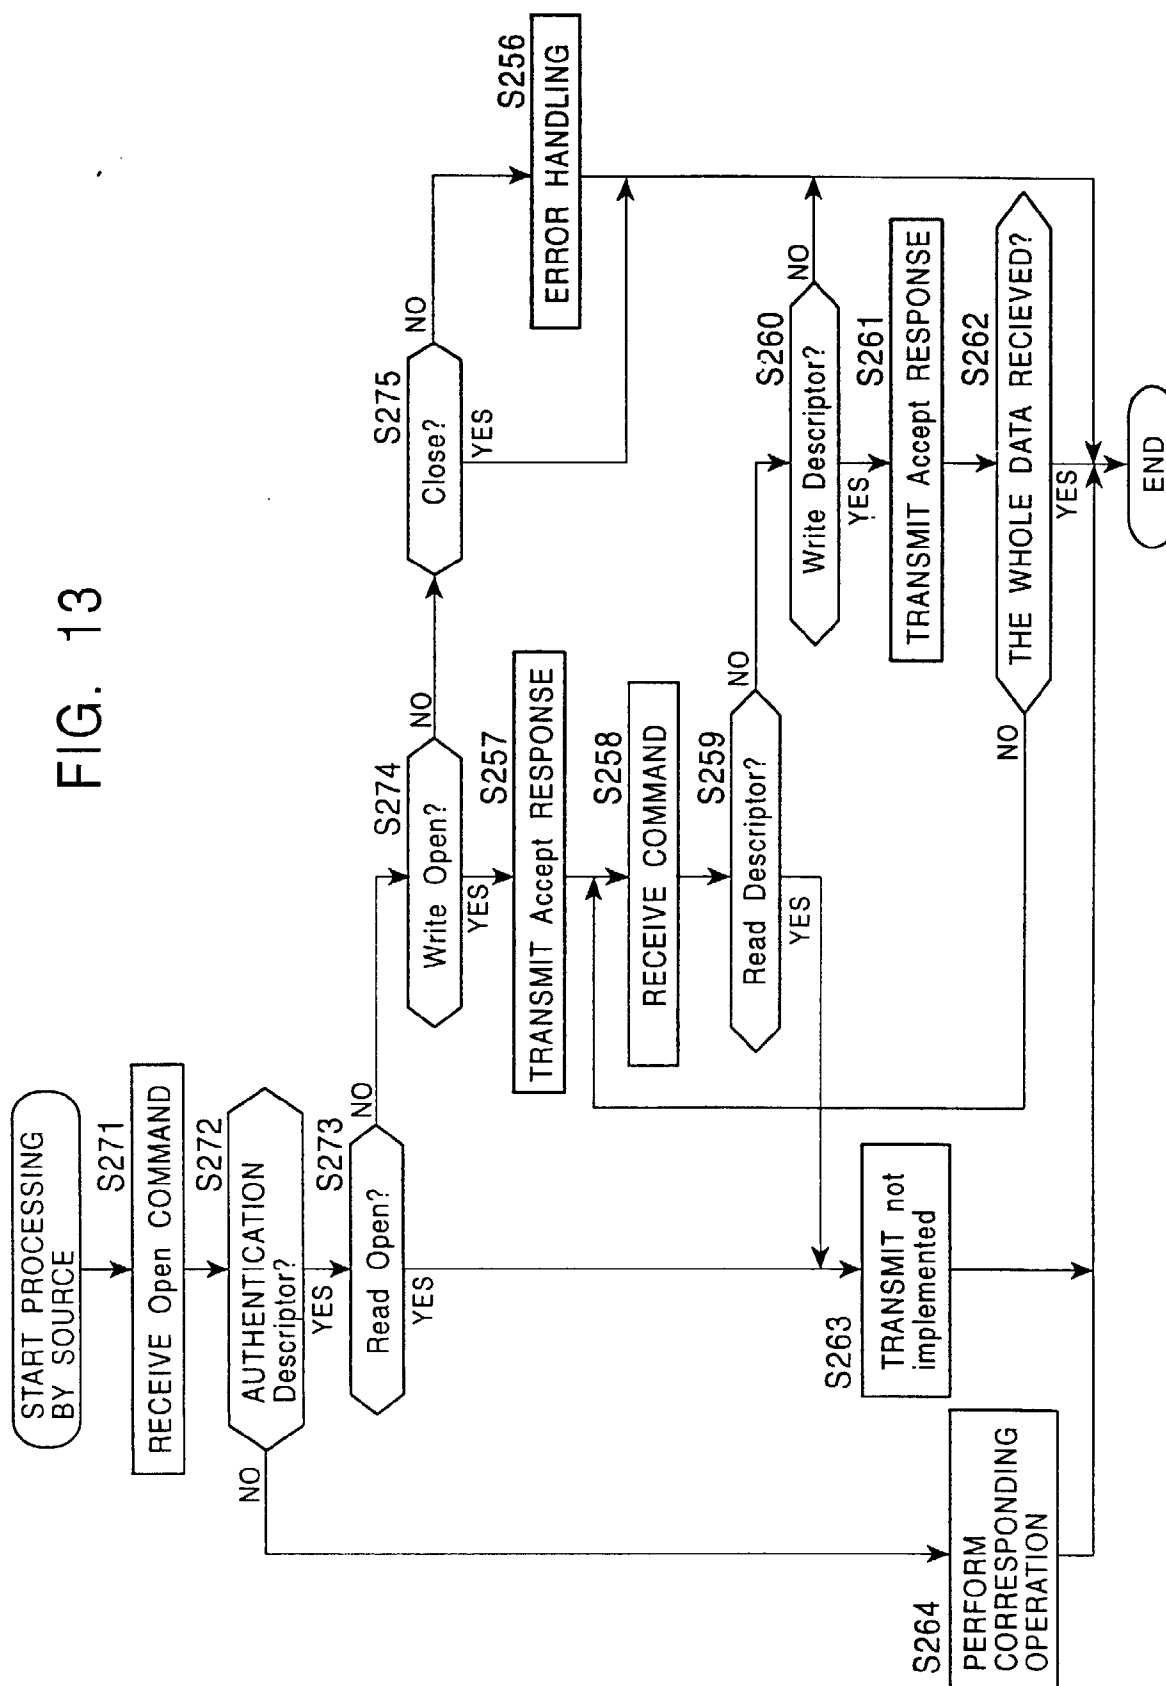 FIG. 13
START PROCESSING
BY SOURCE
S271
RECEIVE Open COMMAND
S272
AUTHENTICATION
Descriptor?
NO
YES
S273
Read Open?
NO
YES
S274
Write Open?
NO
YES
S275
Close?
NO
YES
S256
ERROR HANDLING
S257
TRANSMIT Accept RESPONSE
S258
RECEIVE COMMAND
S259
Read Descriptor?
NO
YES
S260
Write Descriptor?
NO
YES
S261
TRANSMIT Accept RESPONSE
S262
THE WHOLE DATA RECIEVED?
NO
YES
S263
TRANSMIT not
implemented
S264
PERFORM
CORRESPONDING
OPERATION
END